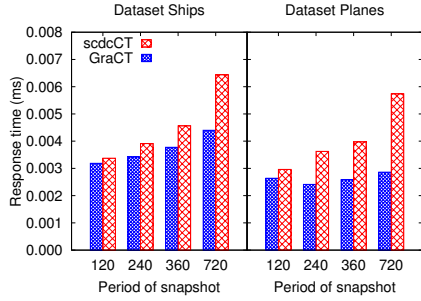 Dataset Ships Dataset Planes
0.008
0.007
0.006
0.005
0.004
0.003
0.002
0.001
0.000
Response time (ms)
scdcCT
GraCT
120 240 360 720 120 240 360 720
Period of snapshot Period of snapshot